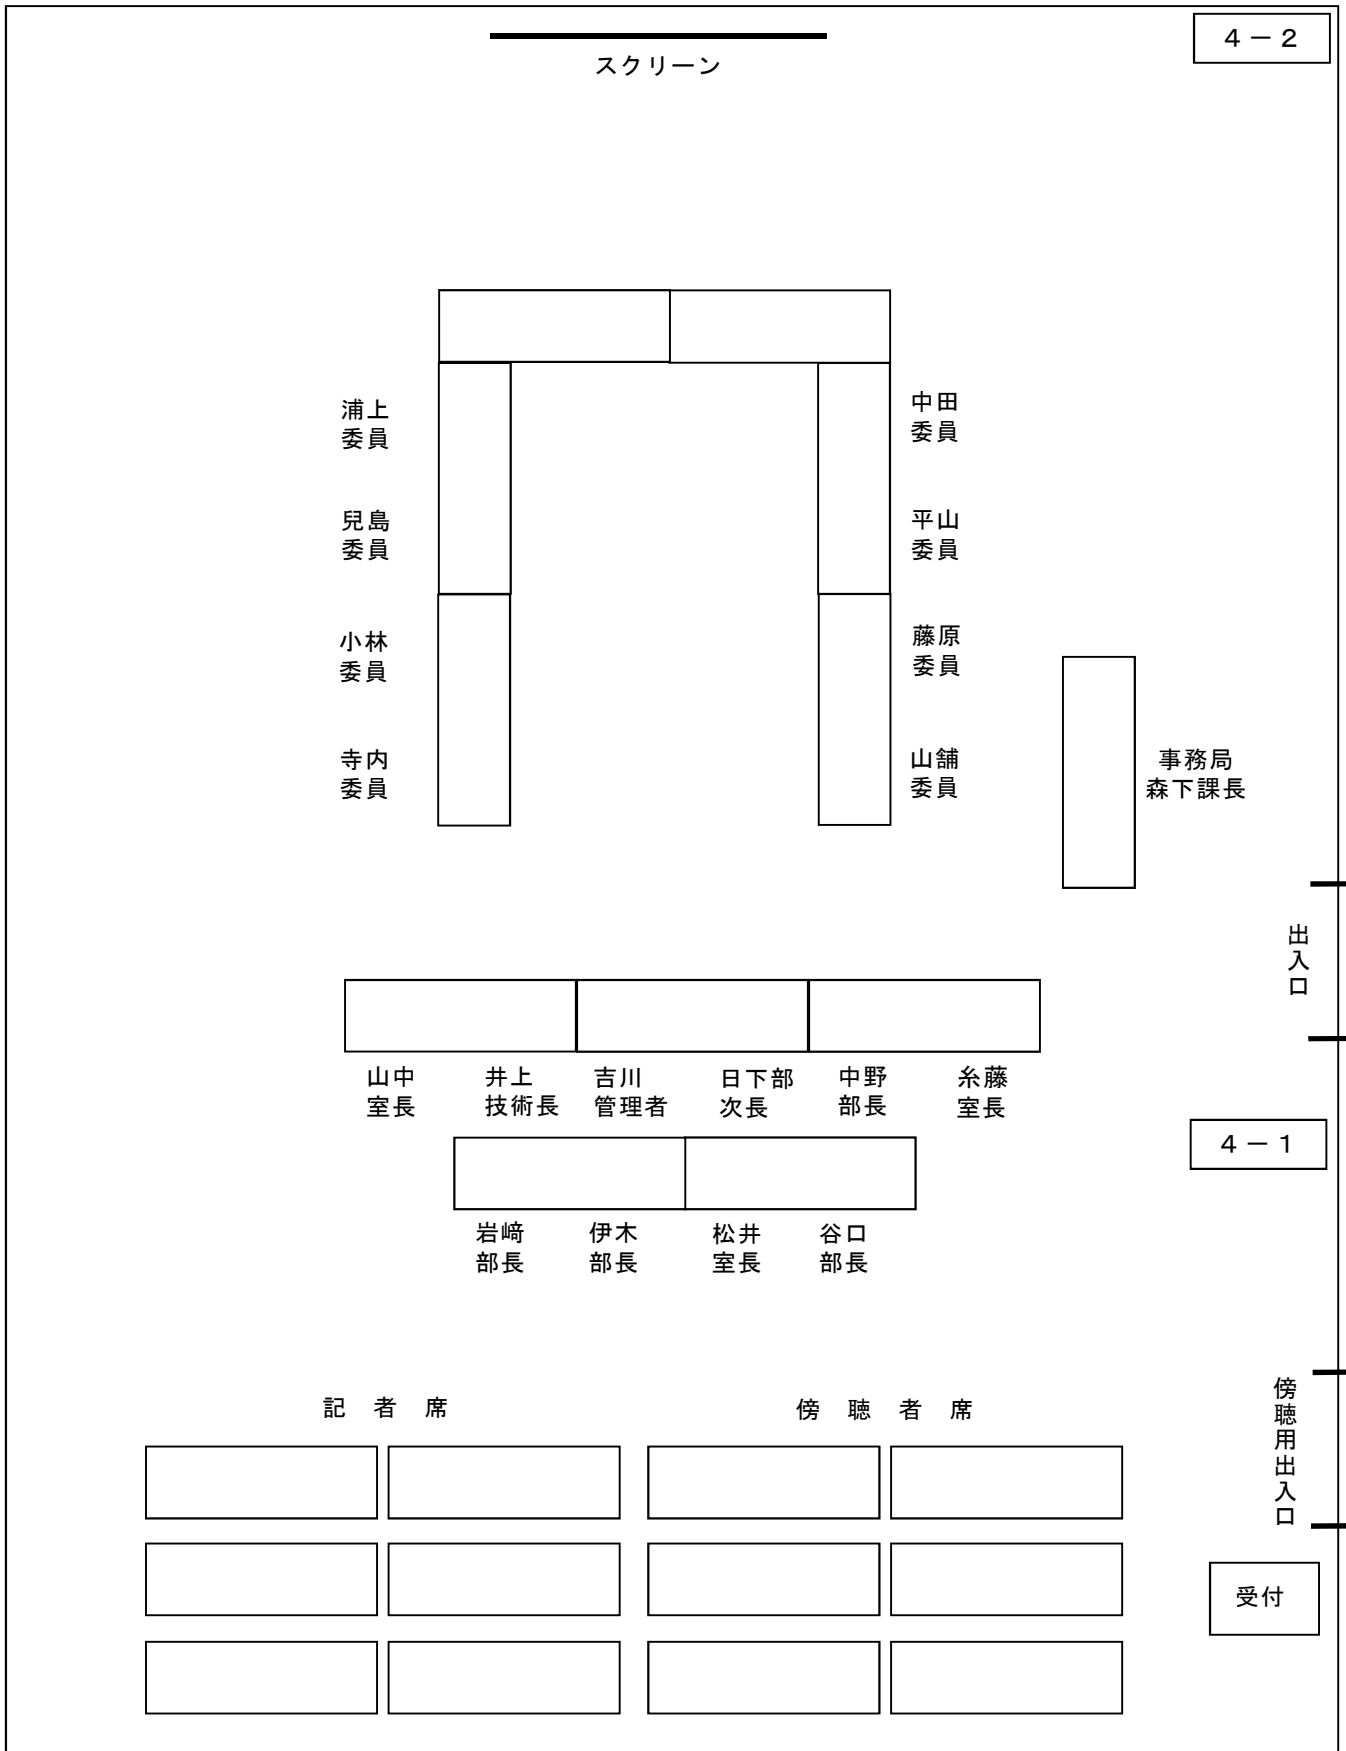 ４－２
スクリーン
浦上
委員
中田
委員
兒島
委員
平山
委員
小林
委員
藤原
委員
寺内
委員
山舗
委員
事務局
森下課長
出入口
山中
室長
井上
技術長
吉川
管理者
日下部
次長
中野
部長
糸藤
室長
４－１
岩﨑
部長
伊木
部長
松井
室長
谷口
部長
記者席
傍聴者席
傍聴用出入口
受付